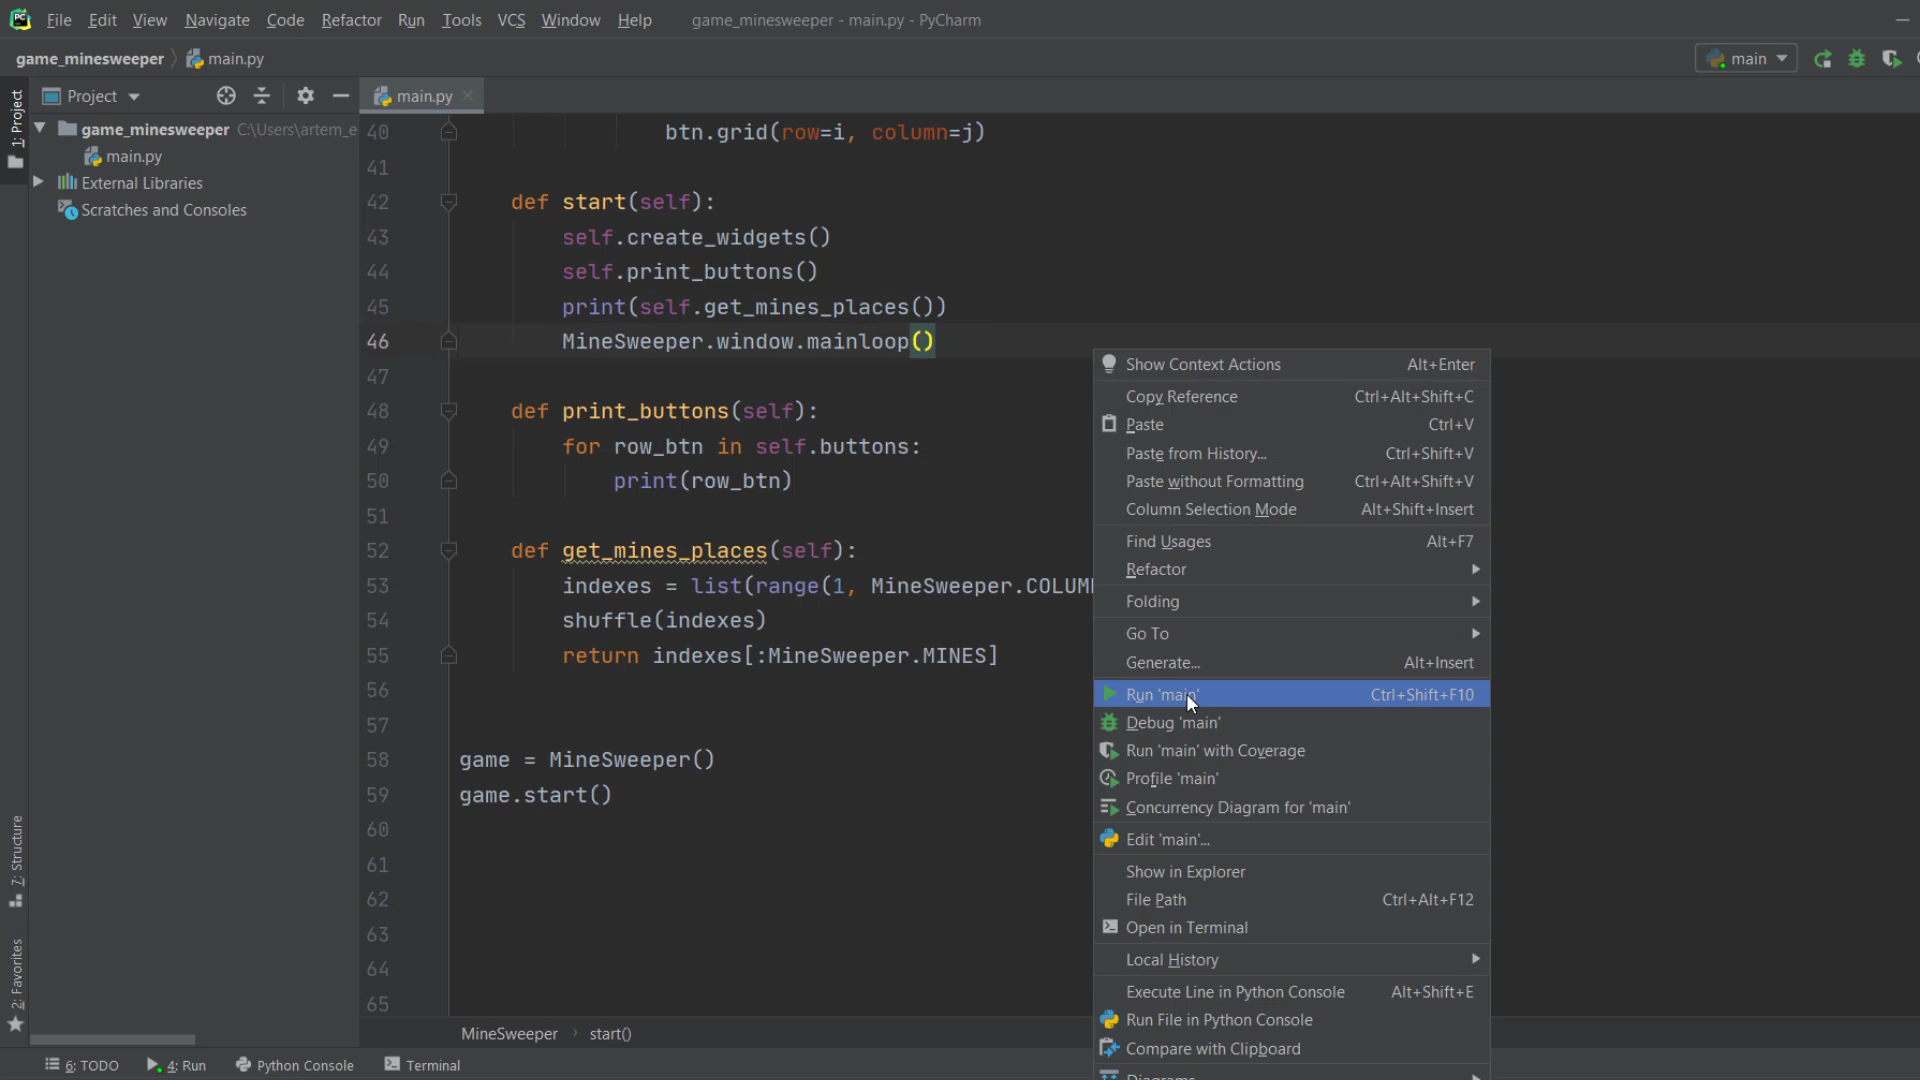 File Edit View Navigate Code Refactor Run Tools VCS Window Help game_minesweeper - main.py - PyCharm
game_minesweeper main.py main
1: Project
Project
main.py
game_minesweeper C:\Users\artem_e
main.py
External Libraries
Scratches and Consoles
40 btn.grid(row=i, column=j)
41
42 def start(self):
43 self.create_widgets()
44 self.print_buttons()
45 print(self.get_mines_places())
46 MineSweeper.window.mainloop()
47
48 def print_buttons(self):
49 for row_btn in self.buttons:
50 print(row_btn)
51
52 def get_mines_places(self):
53 indexes = list(range(1, MineSweeper.COLUM
54 shuffle(indexes)
55 return indexes[:MineSweeper.MINES]
56
57
58 game = MineSweeper()
59 game.start()
60
61
62
63
64
65
Show Context Actions Alt+Enter
Copy Reference Ctrl+Alt+Shift+C
Paste Ctrl+V
Paste from History... Ctrl+Shift+V
Paste without Formatting Ctrl+Alt+Shift+V
Column Selection Mode Alt+Shift+Insert
Find Usages Alt+F7
Refactor
Folding
Go To
Generate... Alt+Insert
Run 'main' Ctrl+Shift+F10
Debug 'main'
Run 'main' with Coverage
Profile 'main'
Concurrency Diagram for 'main'
Edit 'main'...
Show in Explorer
File Path Ctrl+Alt+F12
Open in Terminal
Local History
Execute Line in Python Console Alt+Shift+E
Run File in Python Console
Compare with Clipboard
Diagrams
7: Structure
2: Favorites
MineSweeper start()
6: TODO 4: Run Python Console Terminal